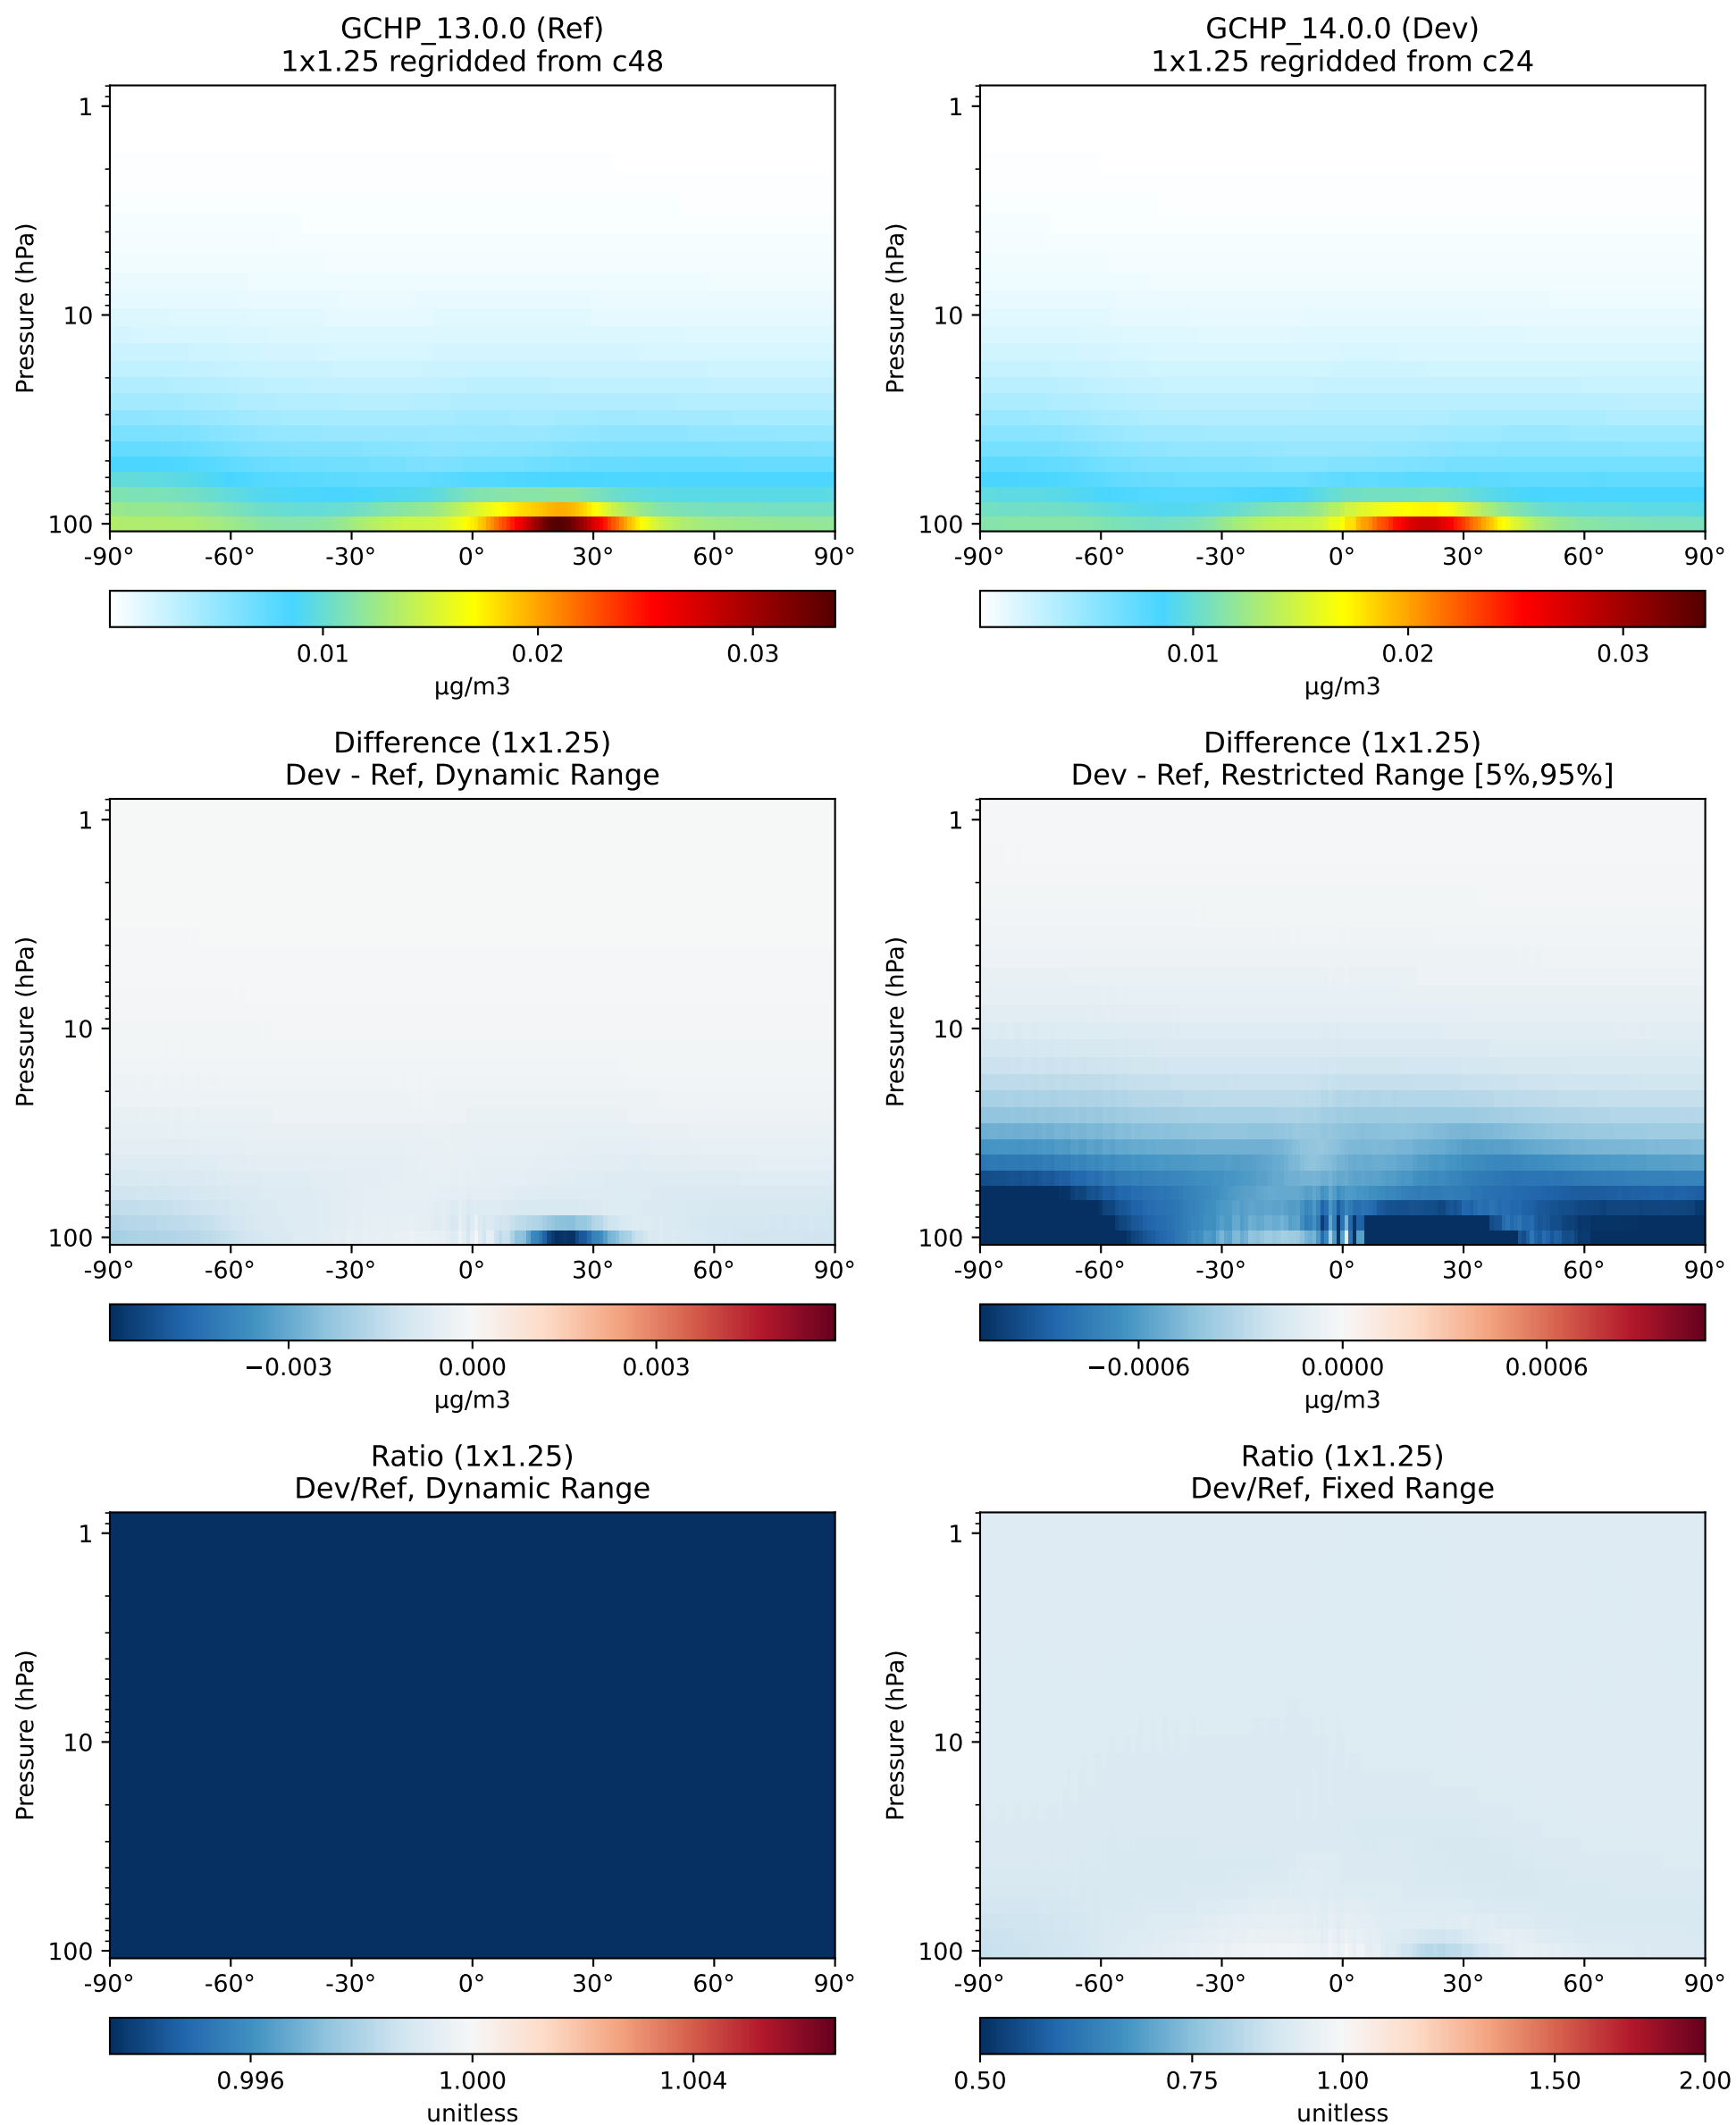 GCHP_13.0.0 (Ref)
1x1.25 regridded from c48
Pressure (hPa)
1
10
100
-90° -60° -30° 0° 30° 60° 90°
0.01 0.02 0.03
µg/m3
GCHP_14.0.0 (Dev)
1x1.25 regridded from c24
Pressure (hPa)
1
10
100
-90° -60° -30° 0° 30° 60° 90°
0.01 0.02 0.03
µg/m3
Difference (1x1.25)
Dev - Ref, Dynamic Range
Pressure (hPa)
1
10
100
-90° -60° -30° 0° 30° 60° 90°
−0.003 0.000 0.003
µg/m3
Difference (1x1.25)
Dev - Ref, Restricted Range [5%,95%]
Pressure (hPa)
1
10
100
-90° -60° -30° 0° 30° 60° 90°
−0.0006 0.0000 0.0006
µg/m3
Ratio (1x1.25)
Dev/Ref, Dynamic Range
Pressure (hPa)
1
10
100
-90° -60° -30° 0° 30° 60° 90°
0.996 1.000 1.004
unitless
Ratio (1x1.25)
Dev/Ref, Fixed Range
Pressure (hPa)
1
10
100
-90° -60° -30° 0° 30° 60° 90°
0.50 0.75 1.00 1.50 2.00
unitless